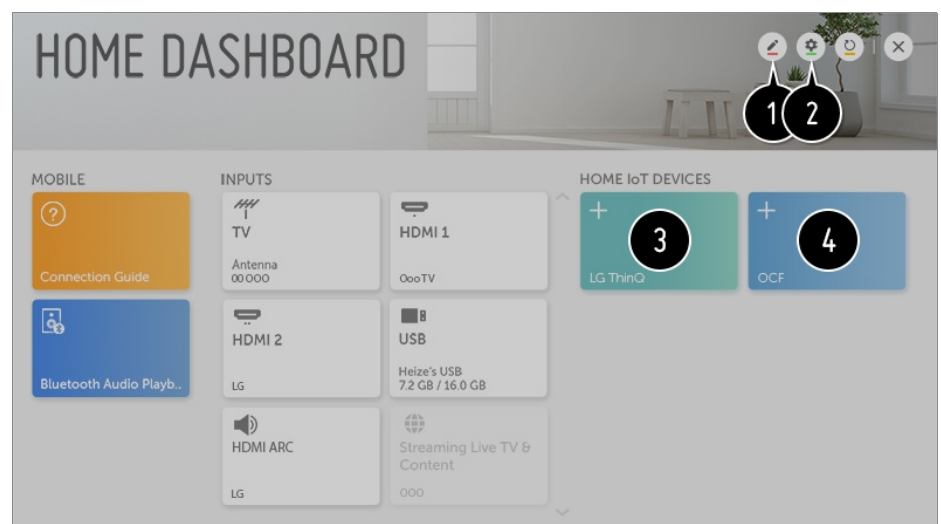 HOME DASHBOARD
1
2
MOBILE
INPUTS
HOME IoT DEVICES
Connection Guide
TV
Antenna
00 OOO
HDMI 1
OooTV
3
LG ThinQ
4
OCF
Bluetooth Audio Playb..
HDMI 2
LG
USB
Heize's USB
7.2 GB / 16.0 GB
HDMI ARC
LG
Streaming Live TV &
Content
OOO